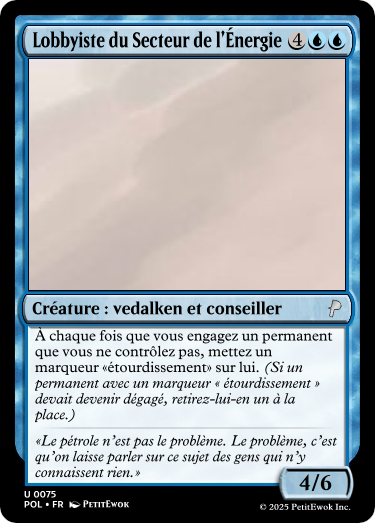 Lobbyiste du Secteur de l'Énergie 4
Créature : vedalken et conseiller
À chaque fois que vous engagez un permanent
que vous ne contrôlez pas, mettez un
marqueur «étourdissement» sur lui. (Si un
permanent avec un marqueur « étourdissement »
devait devenir dégagé, retirez-lui-en un à la
place.)
«Le pétrole n'est pas le problème. Le problème, c'est
qu'on laisse parler sur ce sujet des gens qui n'y
connaissent rien.»
4/6
U 0075
POL • FR PetitEwok
© 2025 PetitEwok Inc.